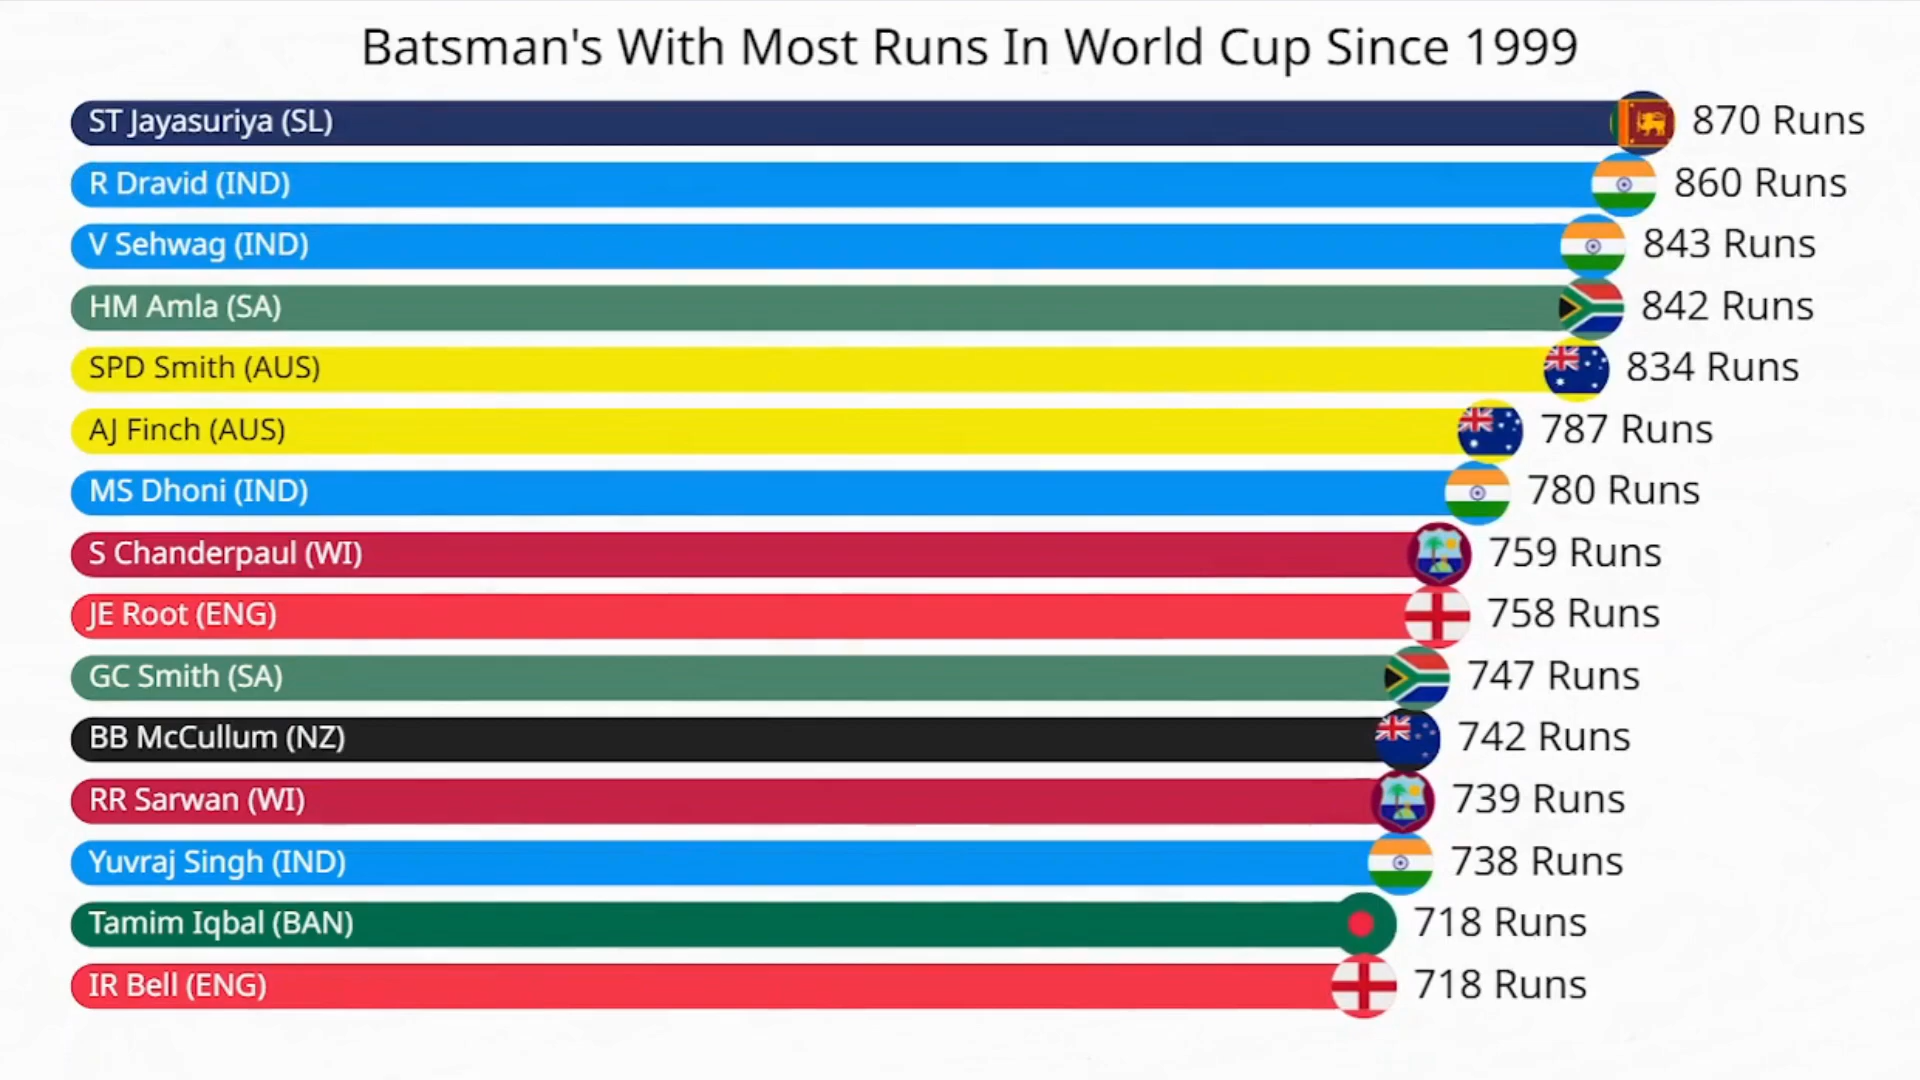 Batsman's With Most Runs In World Cup Since 1999
ST Jayasuriya (SL) 870 Runs
R Dravid (IND) 860 Runs
V Sehwag (IND) 843 Runs
HM Amla (SA) 842 Runs
SPD Smith (AUS) 834 Runs
AJ Finch (AUS) 787 Runs
MS Dhoni (IND) 780 Runs
S Chanderpaul (WI) 759 Runs
JE Root (ENG) 758 Runs
GC Smith (SA) 747 Runs
BB McCullum (NZ) 742 Runs
RR Sarwan (WI) 739 Runs
Yuvraj Singh (IND) 738 Runs
Tamim Iqbal (BAN) 718 Runs
IR Bell (ENG) 718 Runs